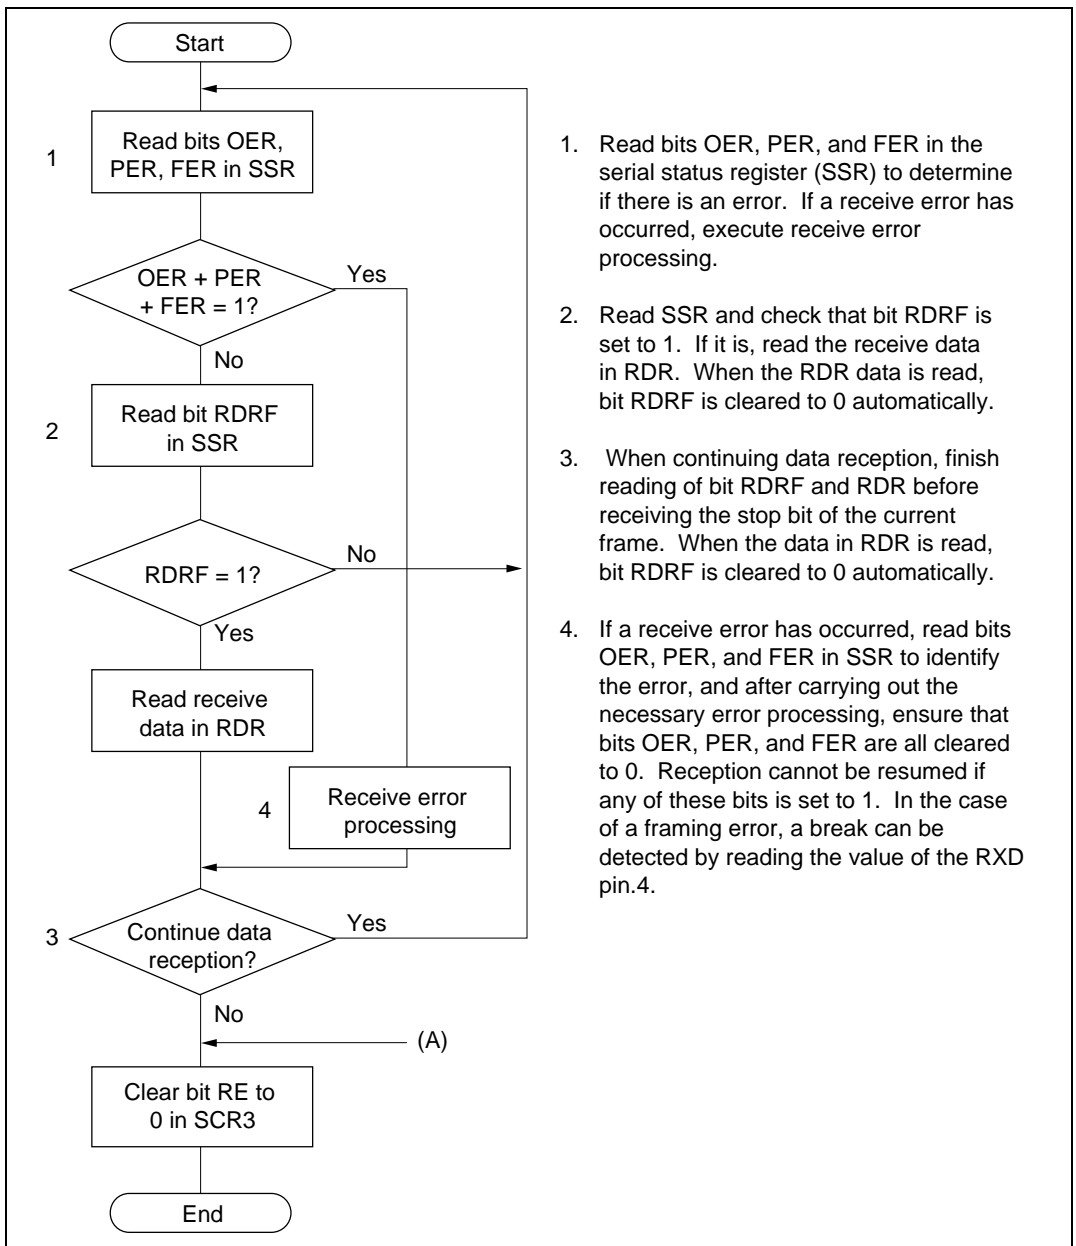 Start
1
Read bits OER,
PER, FER in SSR
OER + PER
+ FER = 1?
Yes
No
2
Read bit RDRF
in SSR
RDRF = 1?
No
Yes
Read receive
data in RDR
4
Receive error
processing
3
Continue data
reception?
Yes
No
(A)
Clear bit RE to
0 in SCR3
End
1. Read bits OER, PER, and FER in the
serial status register (SSR) to determine
if there is an error. If a receive error has
occurred, execute receive error
processing.
2. Read SSR and check that bit RDRF is
set to 1. If it is, read the receive data
in RDR. When the RDR data is read,
bit RDRF is cleared to 0 automatically.
3. When continuing data reception, finish
reading of bit RDRF and RDR before
receiving the stop bit of the current
frame. When the data in RDR is read,
bit RDRF is cleared to 0 automatically.
4. If a receive error has occurred, read bits
OER, PER, and FER in SSR to identify
the error, and after carrying out the
necessary error processing, ensure that
bits OER, PER, and FER are all cleared
to 0. Reception cannot be resumed if
any of these bits is set to 1. In the case
of a framing error, a break can be
detected by reading the value of the RXD
pin.4.